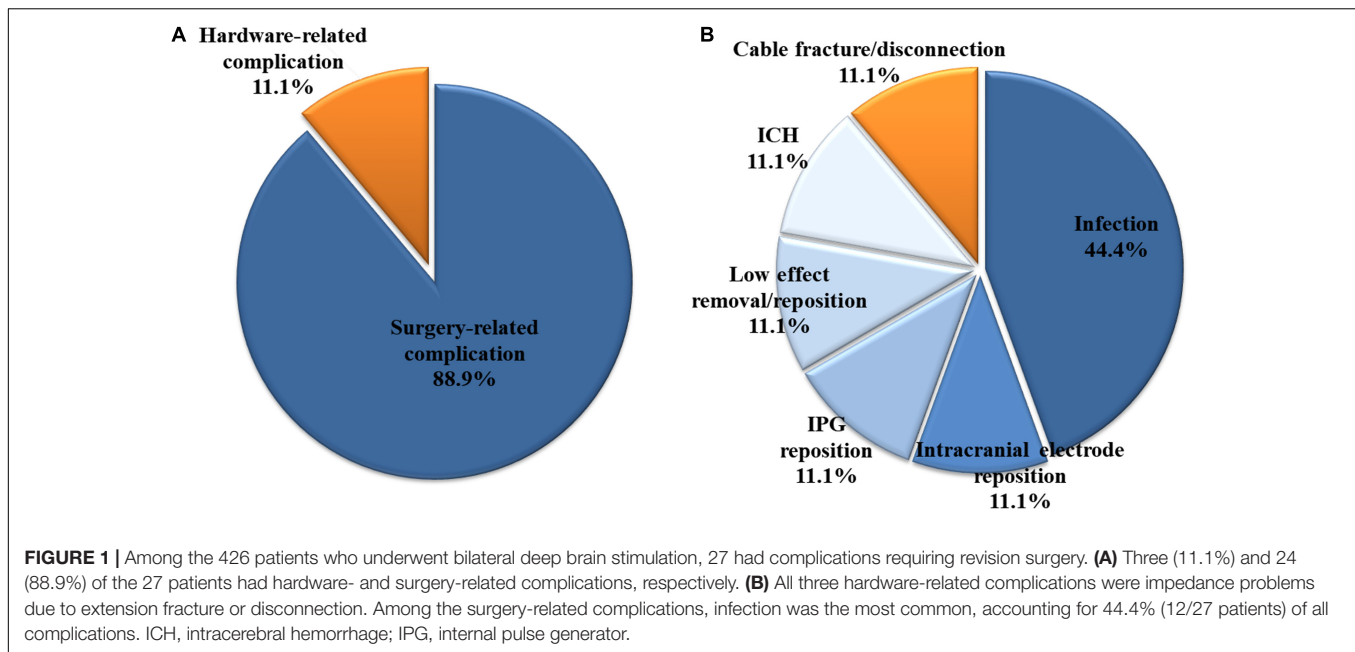 A
Hardware-related
complication
11.1%
Surgery-related
complication
88.9%
B
Cable fracture/disconnection
11.1%
ICH
11.1%
Infection
44.4%
Low effect
removal/reposition
11.1%
IPG
reposition
11.1%
Intracranial electrode
reposition
11.1%
FIGURE 1 | Among the 426 patients who underwent bilateral deep brain stimulation, 27 had complications requiring revision surgery. (A) Three (11.1%) and 24
(88.9%) of the 27 patients had hardware- and surgery-related complications, respectively. (B) All three hardware-related complications were impedance problems
due to extension fracture or disconnection. Among the surgery-related complications, infection was the most common, accounting for 44.4% (12/27 patients) of all
complications. ICH, intracerebral hemorrhage; IPG, internal pulse generator.